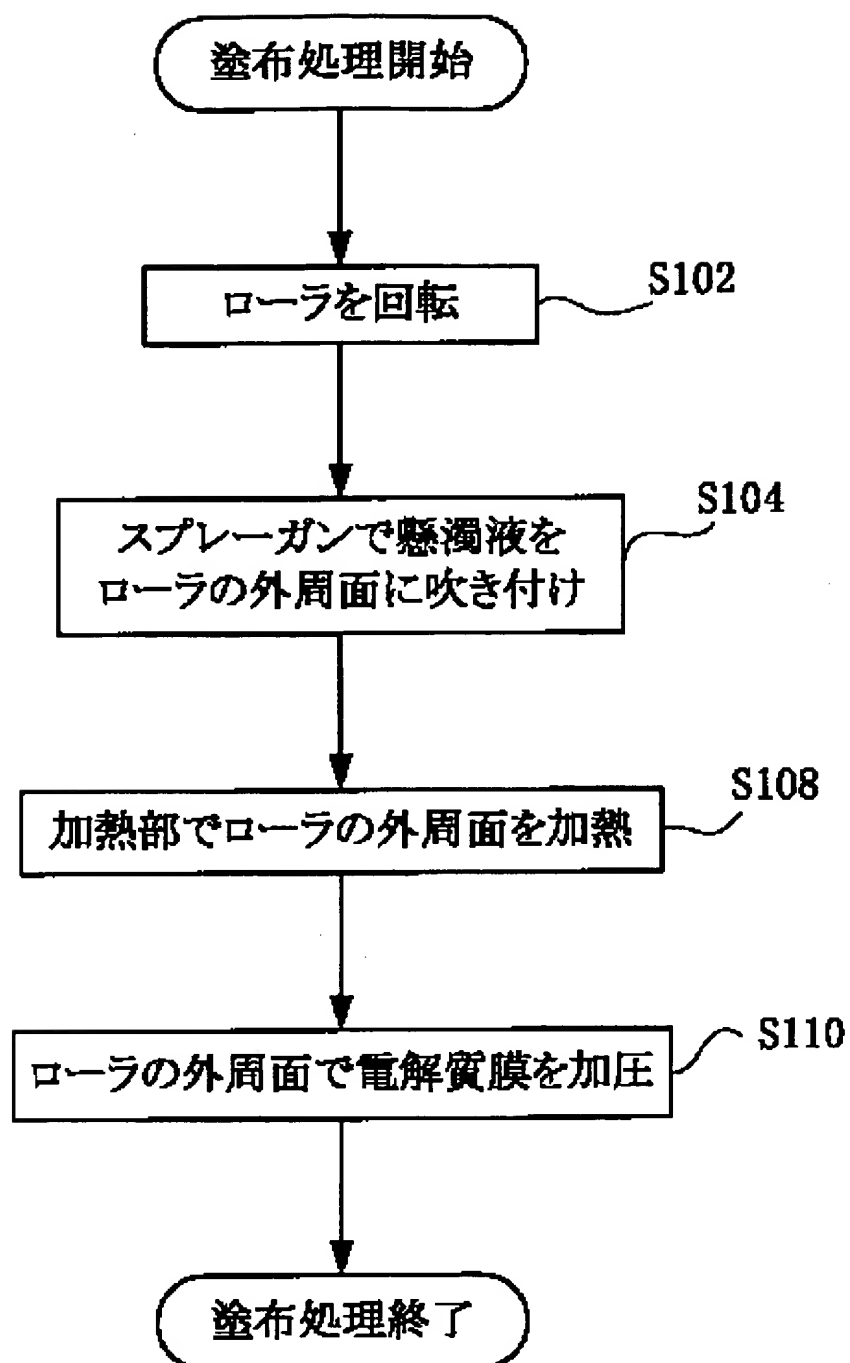 塗布処理開始
ローラを回転
S102
スプレーガンで懸濁液を
ローラの外周面に吹き付け
S104
加熱部でローラの外周面を加熱
S108
ローラの外周面で電解質膜を加圧
S110
塗布処理終了